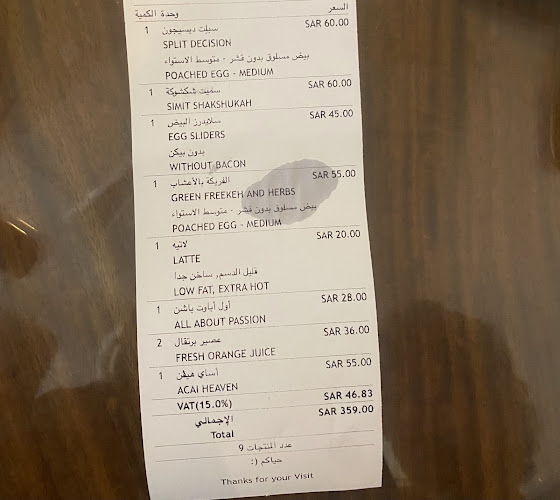 وحدة الكمية السعر
1 سبلت ديسيجون SAR 60.00
SPLIT DECISION
بيض مسلوق بدون قشر - متوسط الاستواء
POACHED EGG - MEDIUM
1 سميت شكشوكة SAR 60.00
SIMIT SHAKSHUKAH
1 سلايدرز البيض SAR 45.00
EGG SLIDERS
بدون بيكن
WITHOUT BACON
1 الفريكة بالأعشاب SAR 55.00
GREEN FREEKEH AND HERBS
بيض مسلوق بدون قشر - متوسط الاستواء
POACHED EGG - MEDIUM
1 لاتيه SAR 20.00
LATTE
قليل الدسم, ساخن جدا
LOW FAT, EXTRA HOT
1 أول أباوت باشن SAR 28.00
ALL ABOUT PASSION
2 عصير برتقال SAR 36.00
FRESH ORANGE JUICE
1 أساي هيفن SAR 55.00
ACAI HEAVEN
VAT(15.0%) SAR 46.83
الإجمالي SAR 359.00
Total
عدد المنتجات 9
حياكم (:
Thanks for your Visit